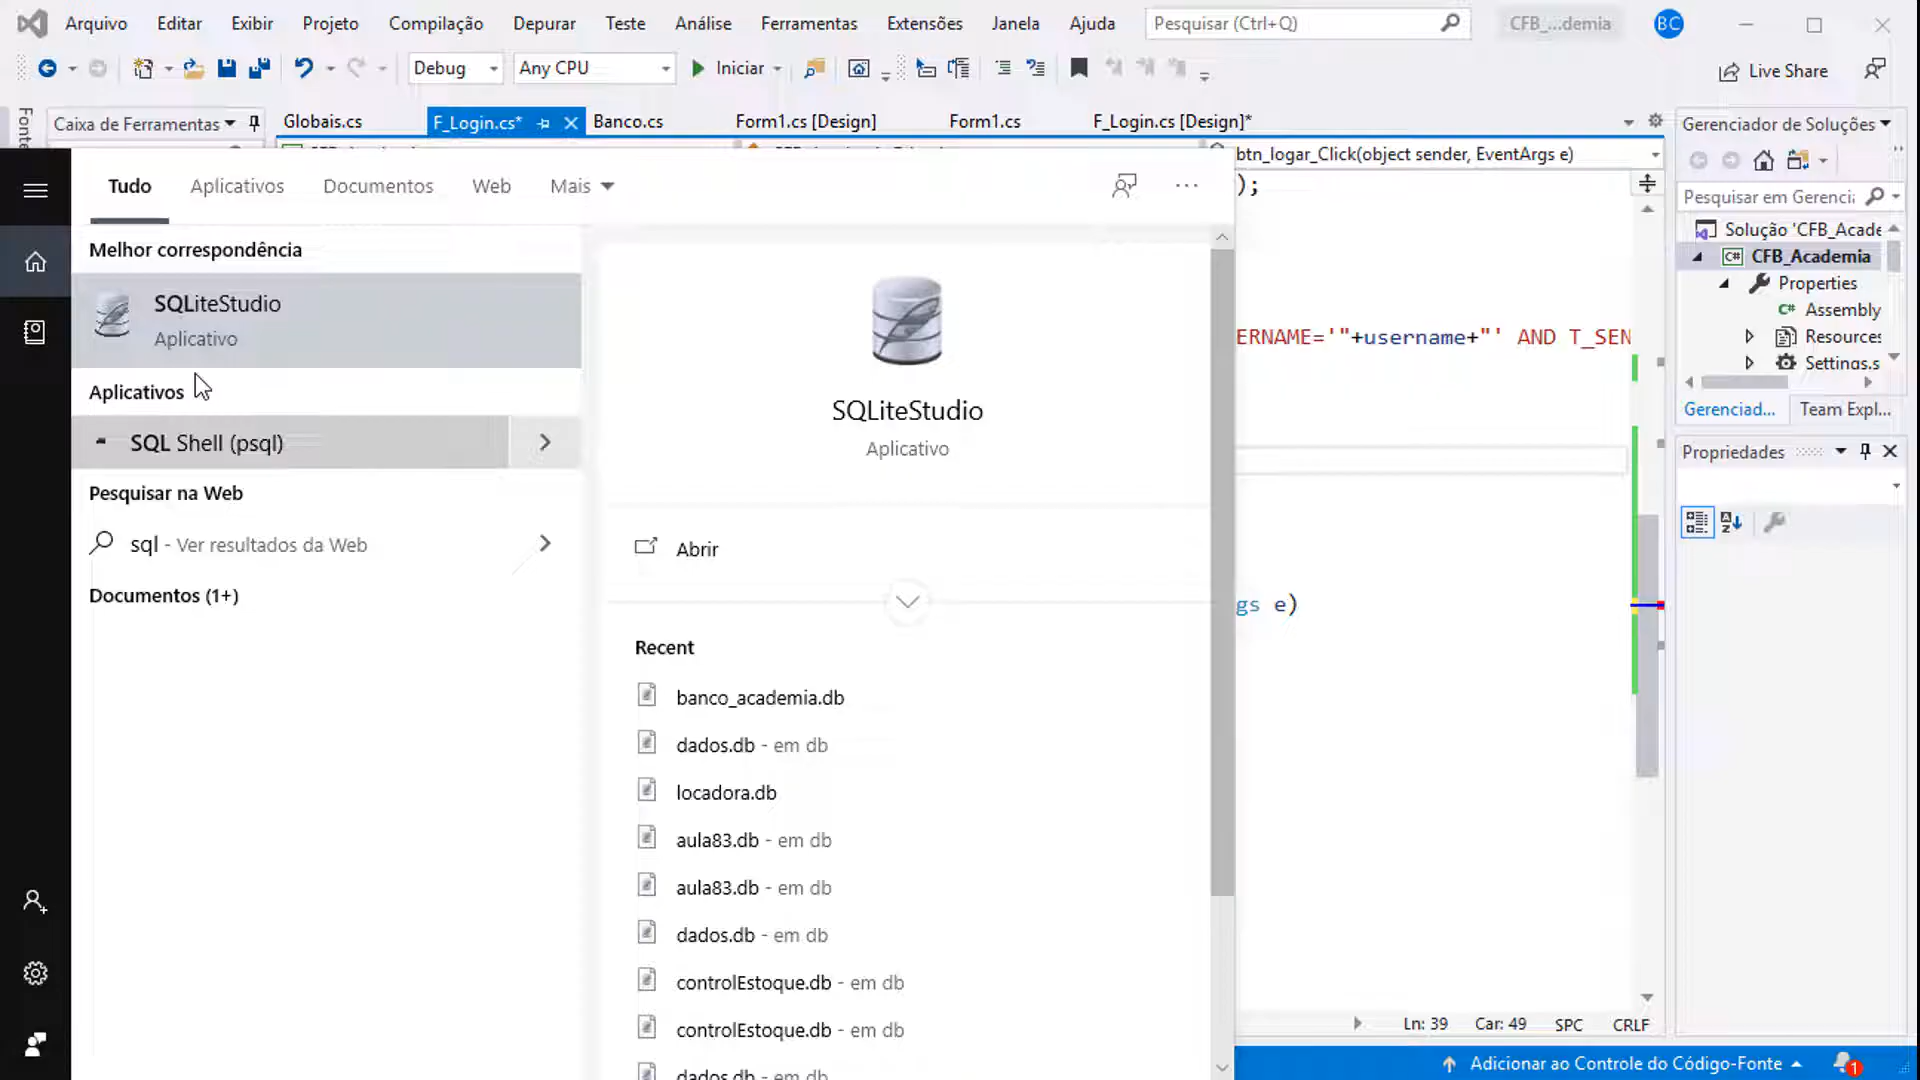 Arquivo Editar Exibir Projeto Compilação Depurar Teste Análise Ferramentas Extensões Janela Ajuda Pesquisar (Ctrl+Q) CFB_...demia BC
Debug Any CPU Iniciar Live Share
Caixa de Ferramentas Globais.cs F_Login.cs* Banco.cs Form1.cs [Design] Form1.cs F_Login.cs [Design]* Gerenciador de Soluções
btn_logar_Click(object sender, EventArgs e)
Tudo Aplicativos Documentos Web Mais
);
Pesquisar em Gerenci
Solução 'CFB_Acade
CFB_Academia
Properties
Assembly
Resources
Settings.s
Gerenciad... Team Expl...
Propriedades
Melhor correspondência
SQLiteStudio
Aplicativo
Aplicativos
SQL Shell (psql)
Pesquisar na Web
sql - Ver resultados da Web
Documentos (1+)
SQLiteStudio
Aplicativo
Abrir
Recent
banco_academia.db
dados.db - em db
locadora.db
aula83.db - em db
aula83.db - em db
dados.db - em db
controlEstoque.db - em db
controlEstoque.db - em db
dados.db - em db
ERNAME='"+username+"' AND T_SEN
gs e)
Ln: 39 Car: 49 SPC CRLF
Adicionar ao Controle do Código-Fonte 1